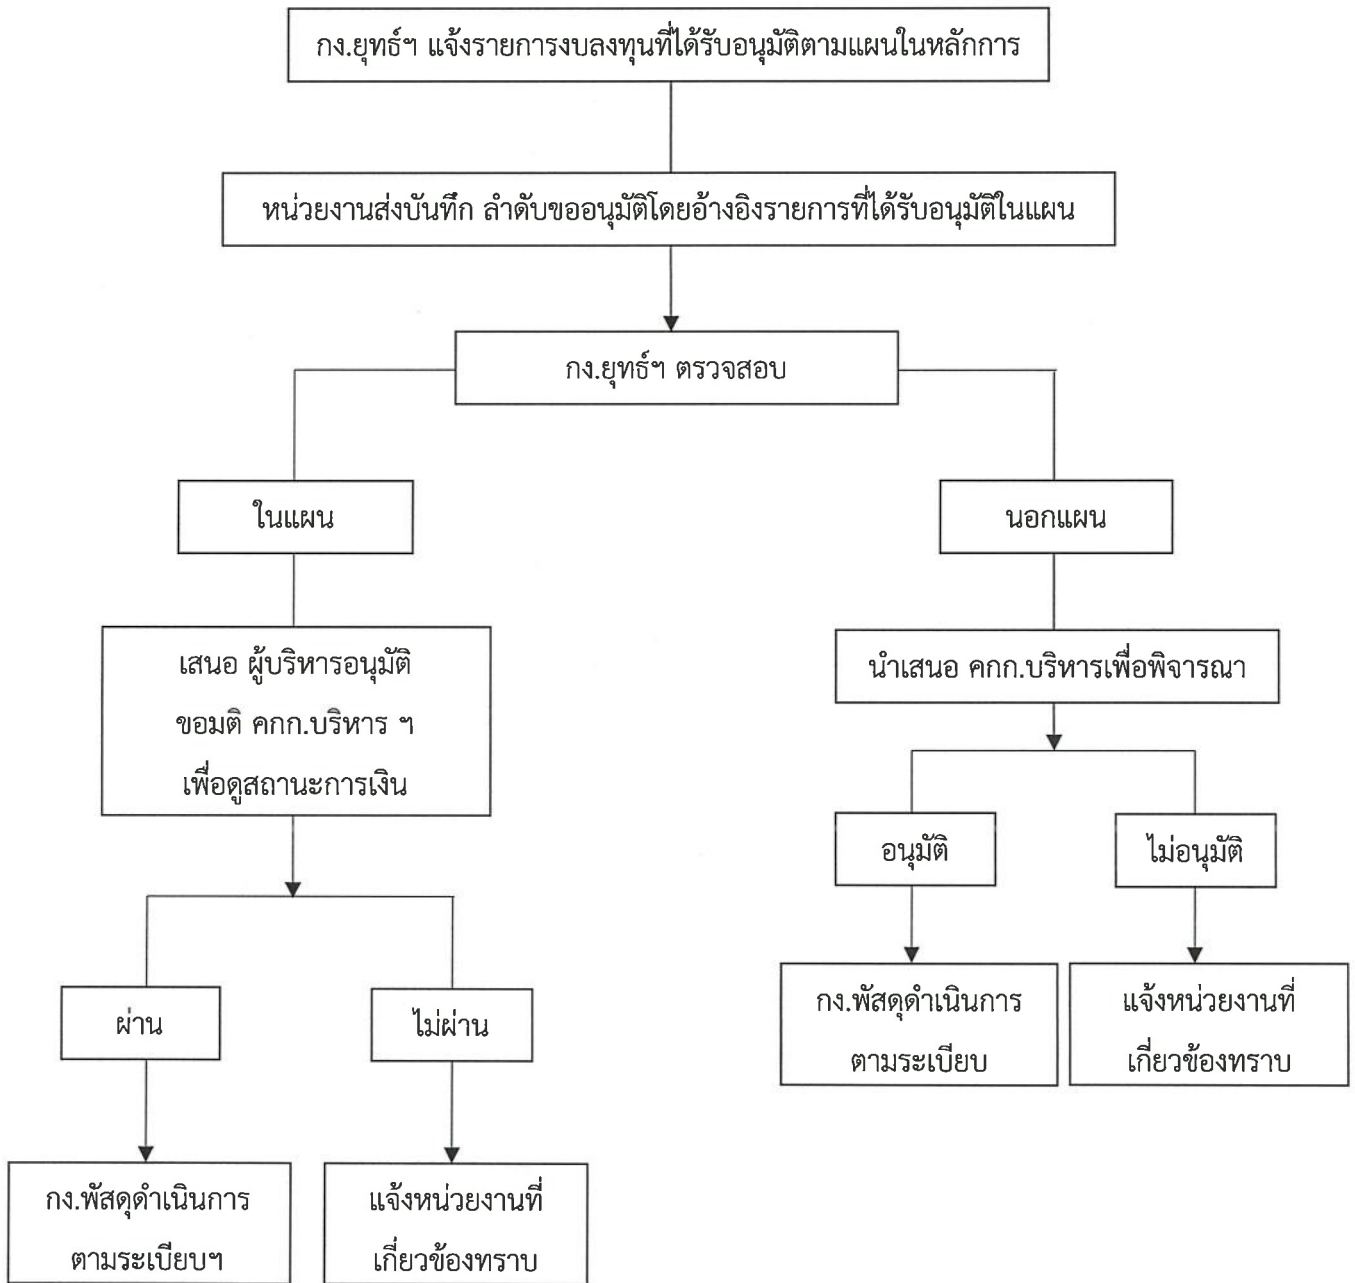 กง.ยุทธ์ฯ แจ้งรายการงบลงทุนที่ได้รับอนุมัติตามแผนในหลักการ
หน่วยงานส่งบันทึก ลำดับขออนุมัติโดยอ้างอิงรายการที่ได้รับอนุมัติในแผน
กง.ยุทธ์ฯ ตรวจสอบ
ในแผน
นอกแผน
เสนอ ผู้บริหารอนุมัติ
ขอมติ คกก.บริหาร ฯ
เพื่อดูสถานะการเงิน
นำเสนอ คกก.บริหารเพื่อพิจารณา
อนุมัติ
ไม่อนุมัติ
กง.พัสดุดำเนินการ
ตามระเบียบ
แจ้งหน่วยงานที่
เกี่ยวข้องทราบ
ผ่าน
ไม่ผ่าน
กง.พัสดุดำเนินการ
ตามระเบียบฯ
แจ้งหน่วยงานที่
เกี่ยวข้องทราบ